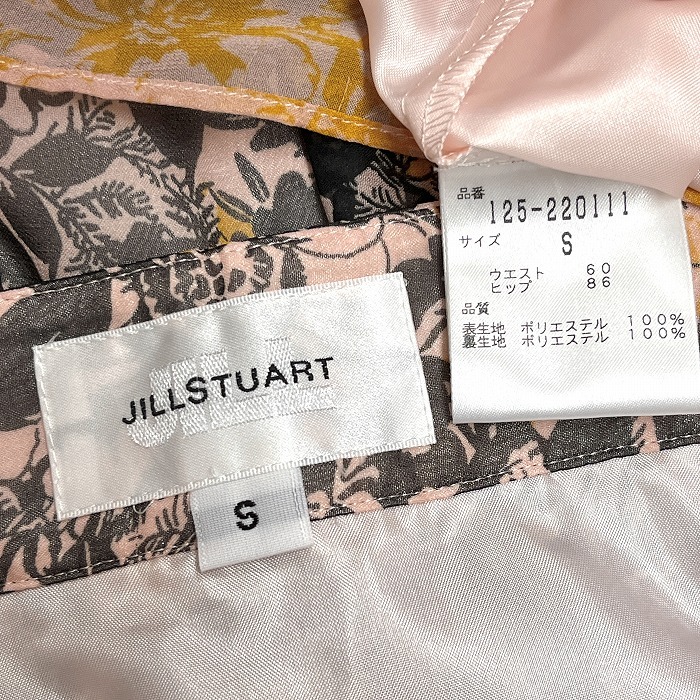 品番
125-220111
サイズ S
ウエスト 60
ヒップ 86
品質
表生地 ポリエステル 100%
裏生地 ポリエステル 100%
JILL
JILLSTUART
S